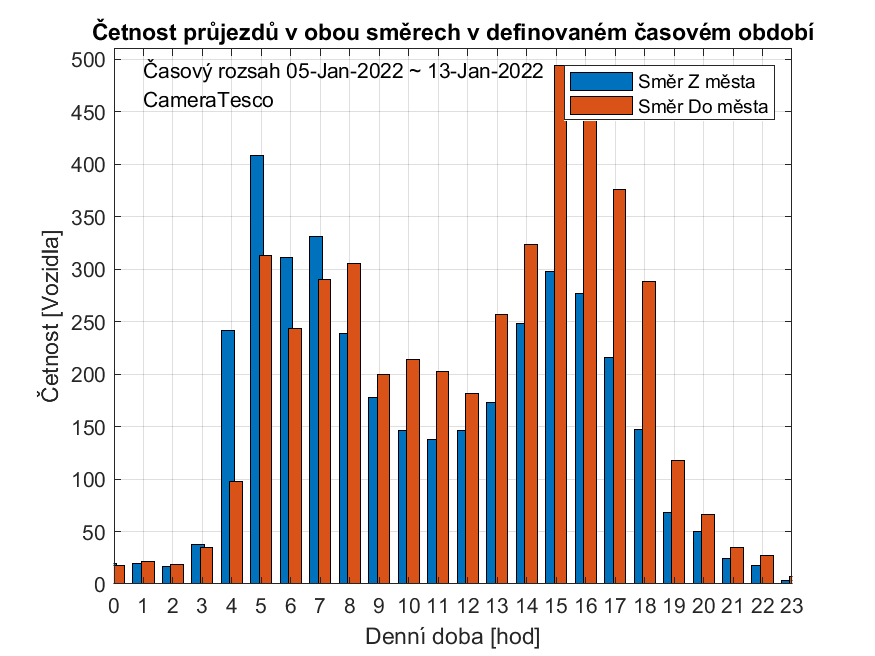 Četnost průjezdů v obou směrech v definovaném časovém období
Časový rozsah 05-Jan-2022 ~ 13-Jan-2022
CameraTesco
Směr Z města
Směr Do města
Četnost [Vozidla]
500
450
400
350
300
250
200
150
100
50
0
0 1 2 3 4 5 6 7 8 9 10 11 12 13 14 15 16 17 18 19 20 21 22 23
Denní doba [hod]